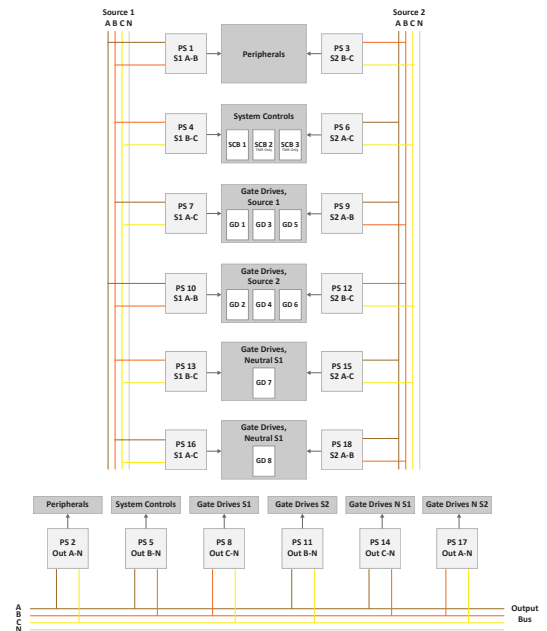 Source 1
A B C N
Source 2
A B C N
PS 1
S1 A-B
Peripherals
PS 3
S2 B-C
PS 4
S1 B-C
System Controls
SCB 1
SCB 2
TMR Only
SCB 3
TMR Only
PS 6
S2 A-C
PS 7
S1 A-C
Gate Drives,
Source 1
GD 1
GD 3
GD 5
PS 9
S2 A-B
PS 10
S1 A-B
Gate Drives,
Source 2
GD 2
GD 4
GD 6
PS 12
S2 B-C
PS 13
S1 B-C
Gate Drives,
Neutral S1
GD 7
PS 15
S2 A-C
PS 16
S1 A-C
Gate Drives,
Neutral S1
GD 8
PS 18
S2 A-B
Peripherals
System Controls
Gate Drives S1
Gate Drives S2
Gate Drives N S1
Gate Drives N S2
PS 2
Out A-N
PS 5
Out B-N
PS 8
Out C-N
PS 11
Out B-N
PS 14
Out C-N
PS 17
Out A-N
A
B
C
N
Output
Bus